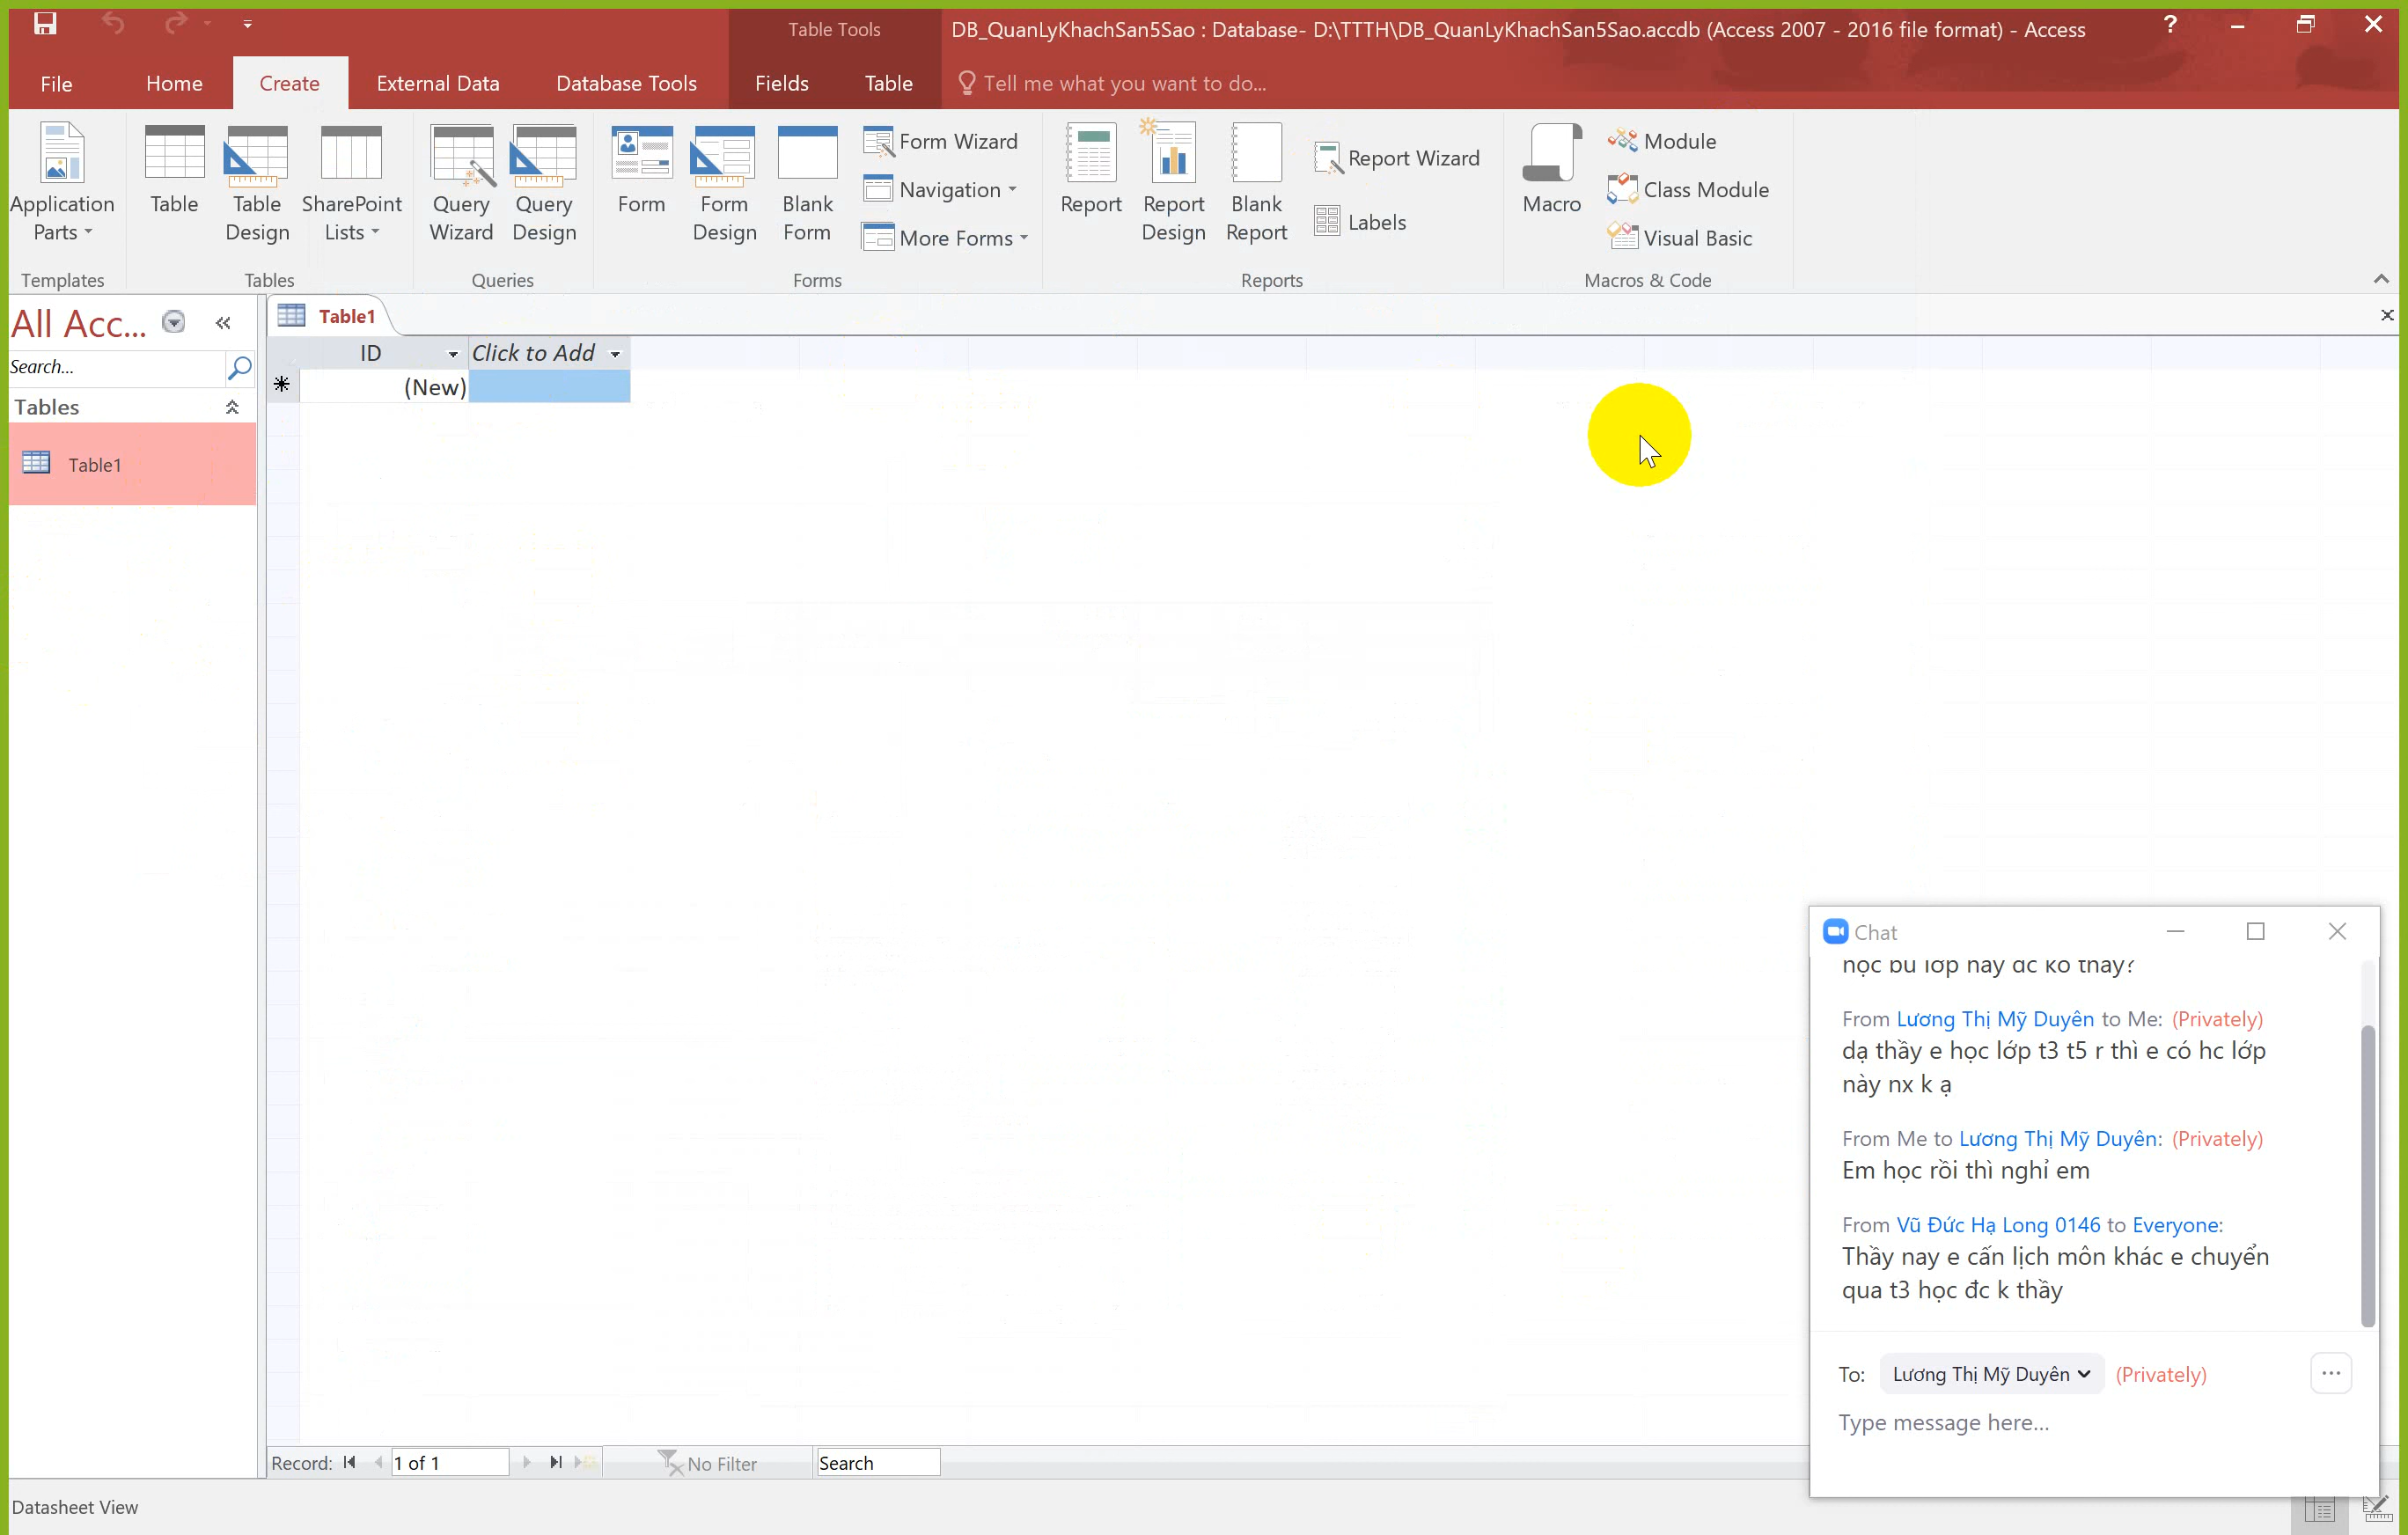 Table Tools
DB_QuanLyKhachSan5Sao : Database- D:\TTTH\DB_QuanLyKhachSan5Sao.accdb (Access 2007 - 2016 file format) - Access
File Home Create External Data Database Tools Fields Table Tell me what you want to do...
Application Parts
Table
Table Design
SharePoint Lists
Query Wizard
Query Design
Form
Form Design
Blank Form
Form Wizard
Navigation
More Forms
Report
Report Design
Blank Report
Report Wizard
Labels
Macro
Module
Class Module
Visual Basic
Templates Tables Queries Forms Reports Macros & Code
All Acc...
Search...
Tables
Table1
Table1
ID Click to Add
(New)
Chat
học bù lớp này đc ko thầy?
From Lương Thị Mỹ Duyên to Me: (Privately)
dạ thầy e học lớp t3 t5 r thì e có hc lớp
này nx k ạ
From Me to Lương Thị Mỹ Duyên: (Privately)
Em học rồi thì nghỉ em
From Vũ Đức Hạ Long 0146 to Everyone:
Thầy nay e cấn lịch môn khác e chuyển
qua t3 học đc k thầy
To: Lương Thị Mỹ Duyên (Privately)
Type message here...
Record: 1 of 1 No Filter Search
Datasheet View